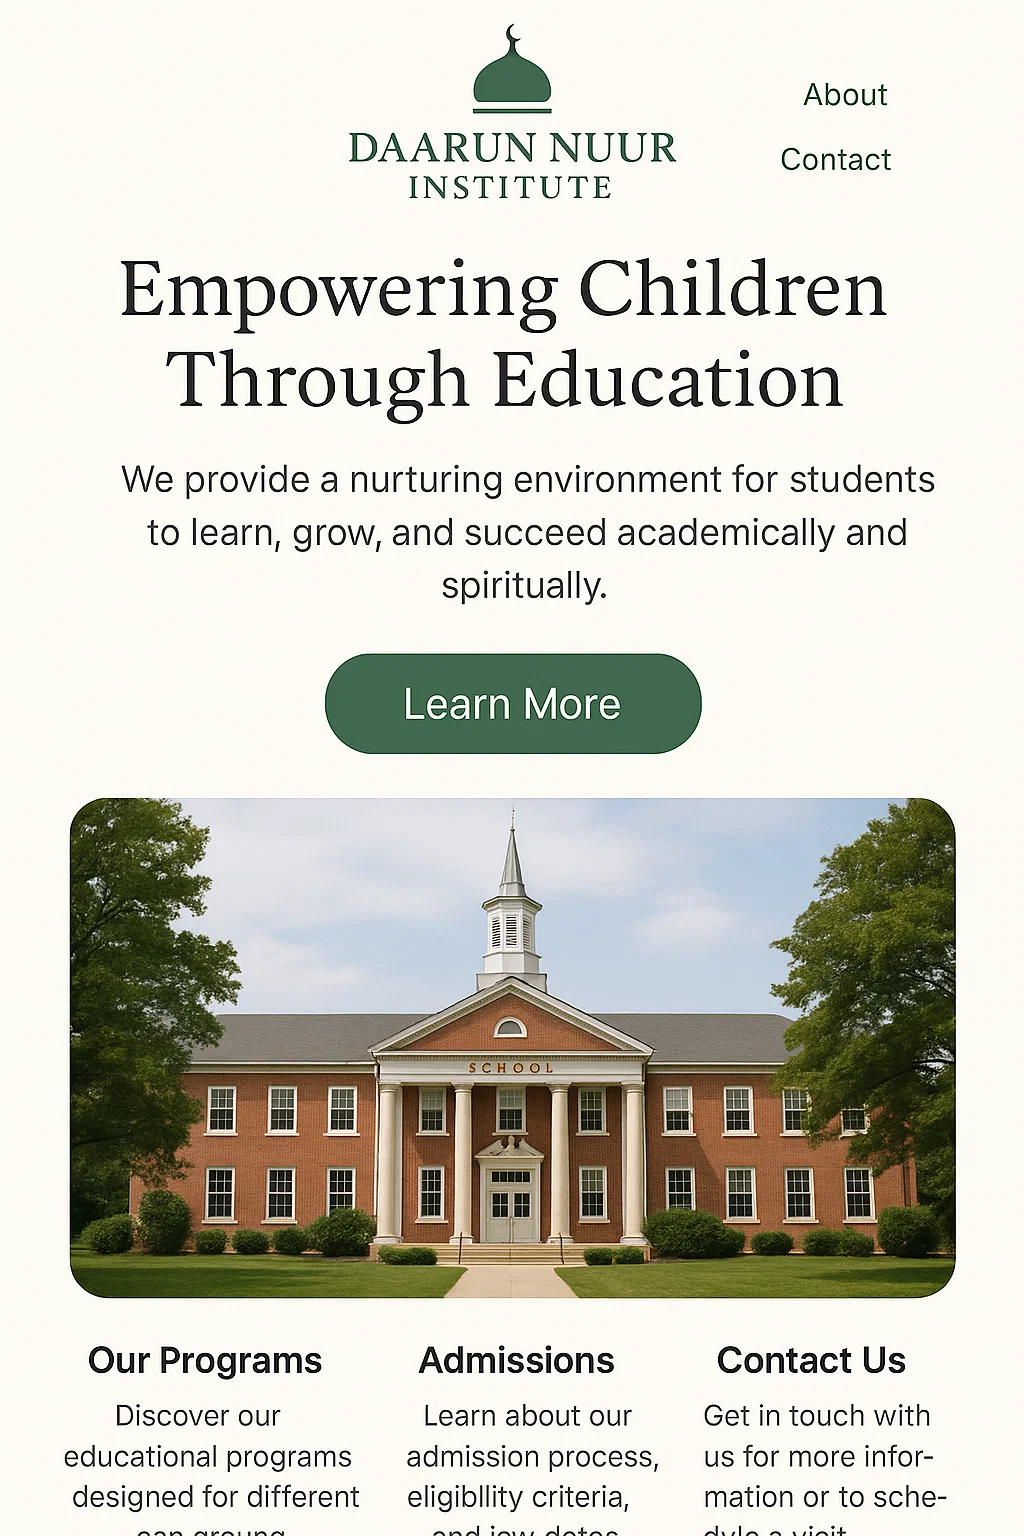 DAARUN NUUR
INSTITUTE
About
Contact
Empowering Children
Through Education
We provide a nurturing environment for students
to learn, grow, and succeed academically and
spiritually.
Learn More
SCHOOL
Our Programs
Discover our
educational programs
designed for different
Admissions
Learn about our
admission process,
eligibllity criteria,
Contact Us
Get in touch with
us for more infor-
mation or to sche-